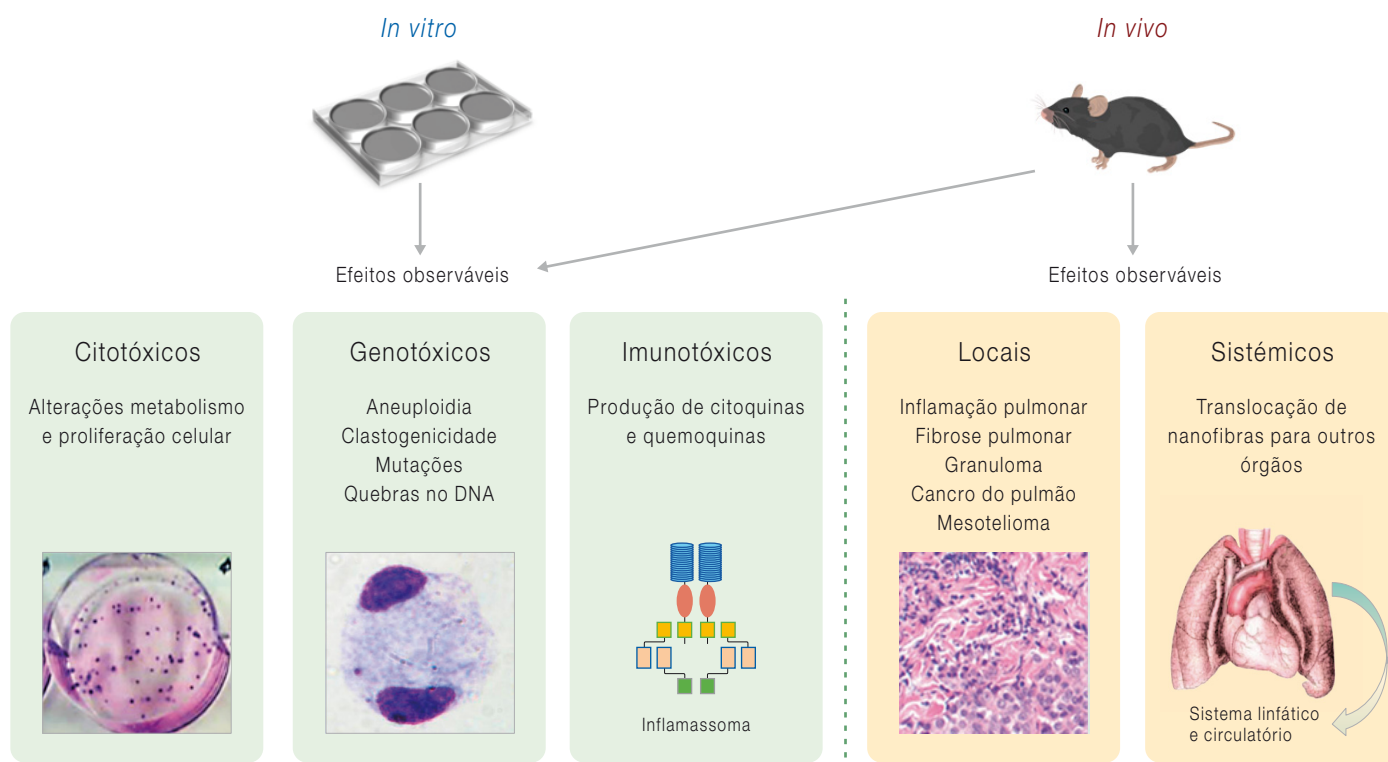 In vitro
In vivo
Efeitos observáveis
Efeitos observáveis
Citotóxicos
Alterações metabolismo
e proliferação celular
Genotóxicos
Aneuploidia
Clastogenicidade
Mutações
Quebras no DNA
Imunotóxicos
Produção de citoquinas
e quemoquinas
Inflamassoma
Locais
Inflamação pulmonar
Fibrose pulmonar
Granuloma
Cancro do pulmão
Mesotelioma
Sistémicos
Translocação de
nanofibras para outros
órgãos
Sistema linfático
e circulatório